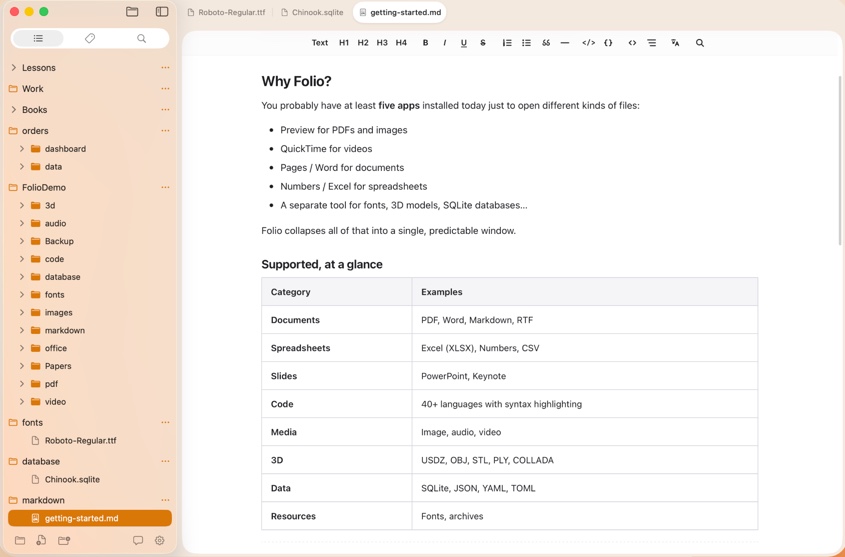 Roboto-Regular.ttf
Chinook.sqlite
getting-started.md
Text H1 H2 H3 H4 B I U S
Lessons
Work
Books
orders
dashboard
data
FolioDemo
3d
audio
Backup
code
database
fonts
images
markdown
office
Papers
pdf
video
fonts
Roboto-Regular.ttf
database
Chinook.sqlite
markdown
getting-started.md
Why Folio?
You probably have at least five apps installed today just to open different kinds of files:
• Preview for PDFs and images
• QuickTime for videos
• Pages / Word for documents
• Numbers / Excel for spreadsheets
• A separate tool for fonts, 3D models, SQLite databases...
Folio collapses all of that into a single, predictable window.
Supported, at a glance
Category Examples
Documents PDF, Word, Markdown, RTF
Spreadsheets Excel (XLSX), Numbers, CSV
Slides PowerPoint, Keynote
Code 40+ languages with syntax highlighting
Media Image, audio, video
3D USDZ, OBJ, STL, PLY, COLLADA
Data SQLite, JSON, YAML, TOML
Resources Fonts, archives